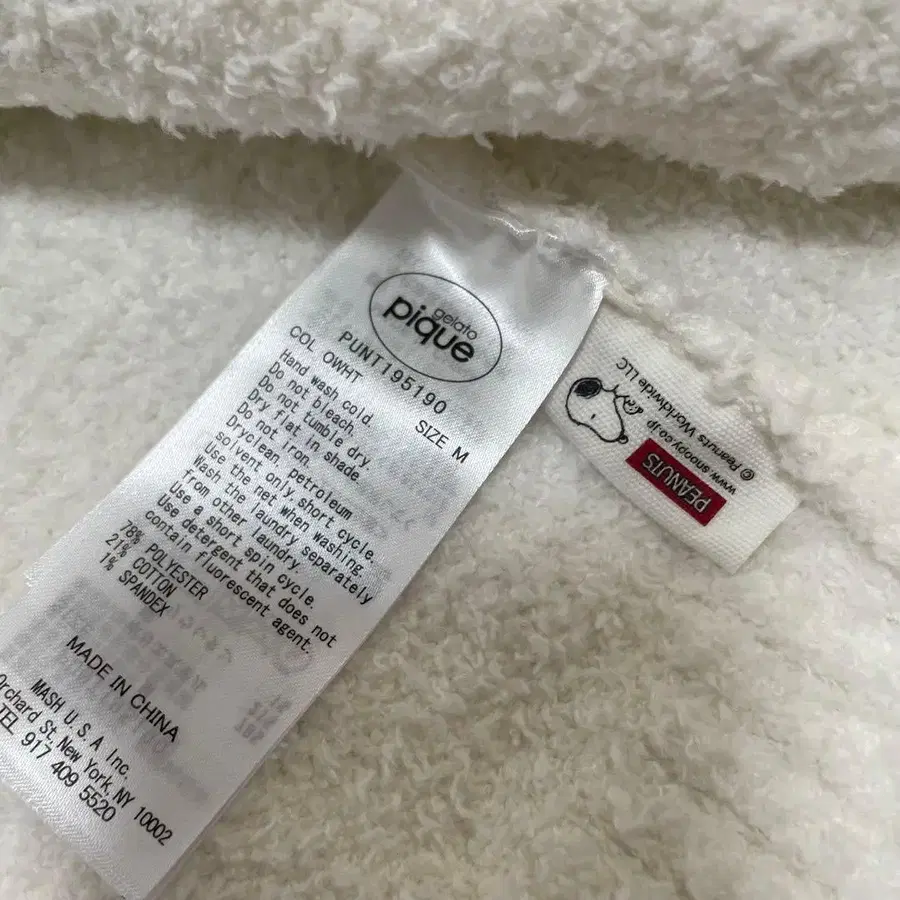 gelato
pique
PUNT195190
COL OWHT
SIZE M
Hand wash cold.
Do not bleach.
Do not tumble dry.
Dry flat in shade
Do not iron
Dryclean, Petroleum
solvent, only, short cycle.
Use the net when washing.
Wash the laundry separately
from other laundry.
Use a short spin cycle.
Use detergent that does not
contain fluorescent agent.
78% POLYESTER
21% COTTON
1% SPANDEX
MADE IN CHINA
MASH U.S.A Inc.
Orchard St. New York, NY 10002
TEL 917 409 5520
PEANUTS
www.snoopy.co.jp
© Peanuts Worldwide LLC